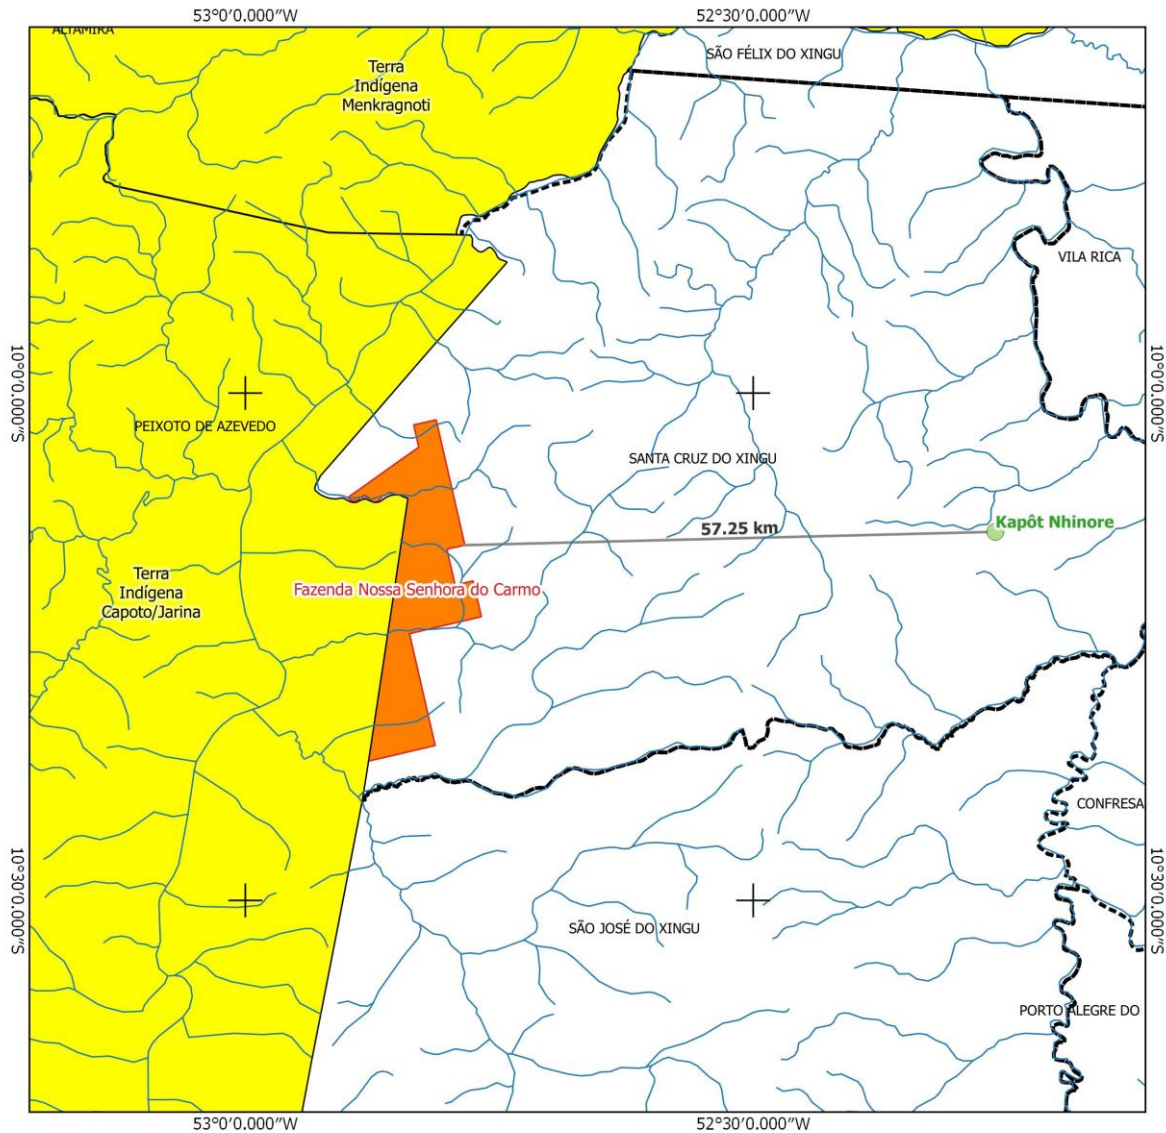 53°0′0.000″W
52°30′0.000″W
ALTAMIRA
SÃO FÉLIX DO XINGU
Terra
Indígena
Menkragnoti
VILA RICA
10°0′0.000″S
10°0′0.000″S
PEIXOTO DE AZEVEDO
SANTA CRUZ DO XINGU
Kapôt Nhinore
57.25 km
Terra
Indígena
Capoto/Jarina
Fazenda Nossa Senhora do Carmo
CONFRESA
10°30′0.000″S
10°30′0.000″S
SÃO JOSÉ DO XINGU
PORTO ALEGRE DO
53°0′0.000″W
52°30′0.000″W